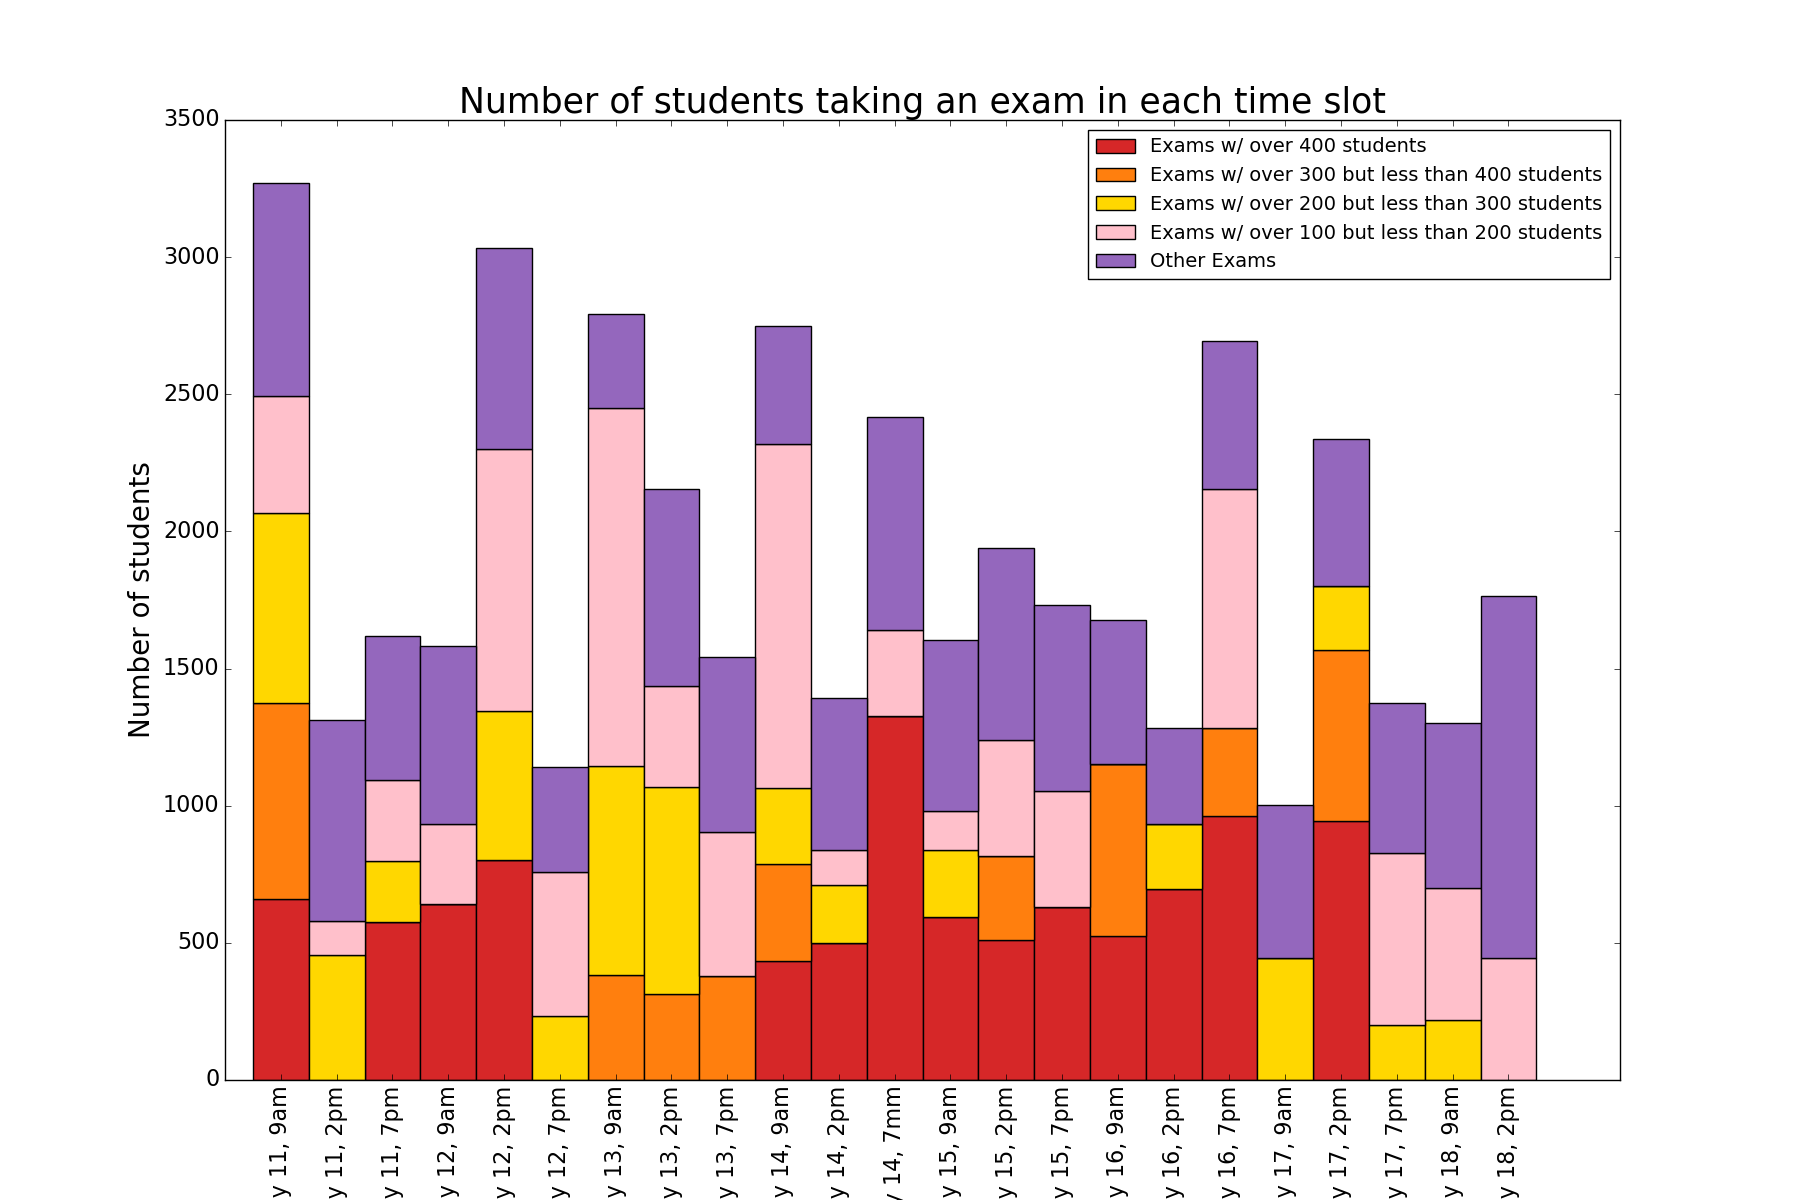 Number of students taking an exam in each time slot
Number of students
3500
3000
2500
2000
1500
1000
500
0
Exams w/ over 400 students
Exams w/ over 300 but less than 400 students
Exams w/ over 200 but less than 300 students
Exams w/ over 100 but less than 200 students
Other Exams
y 11, 9am
y 11, 2pm
y 11, 7pm
y 12, 9am
y 12, 2pm
y 12, 7pm
y 13, 9am
y 13, 2pm
y 13, 7pm
y 14, 9am
y 14, 2pm
y 14, 7mm
y 15, 9am
y 15, 2pm
y 15, 7pm
y 16, 9am
y 16, 2pm
y 16, 7pm
y 17, 9am
y 17, 2pm
y 17, 7pm
y 18, 9am
y 18, 2pm